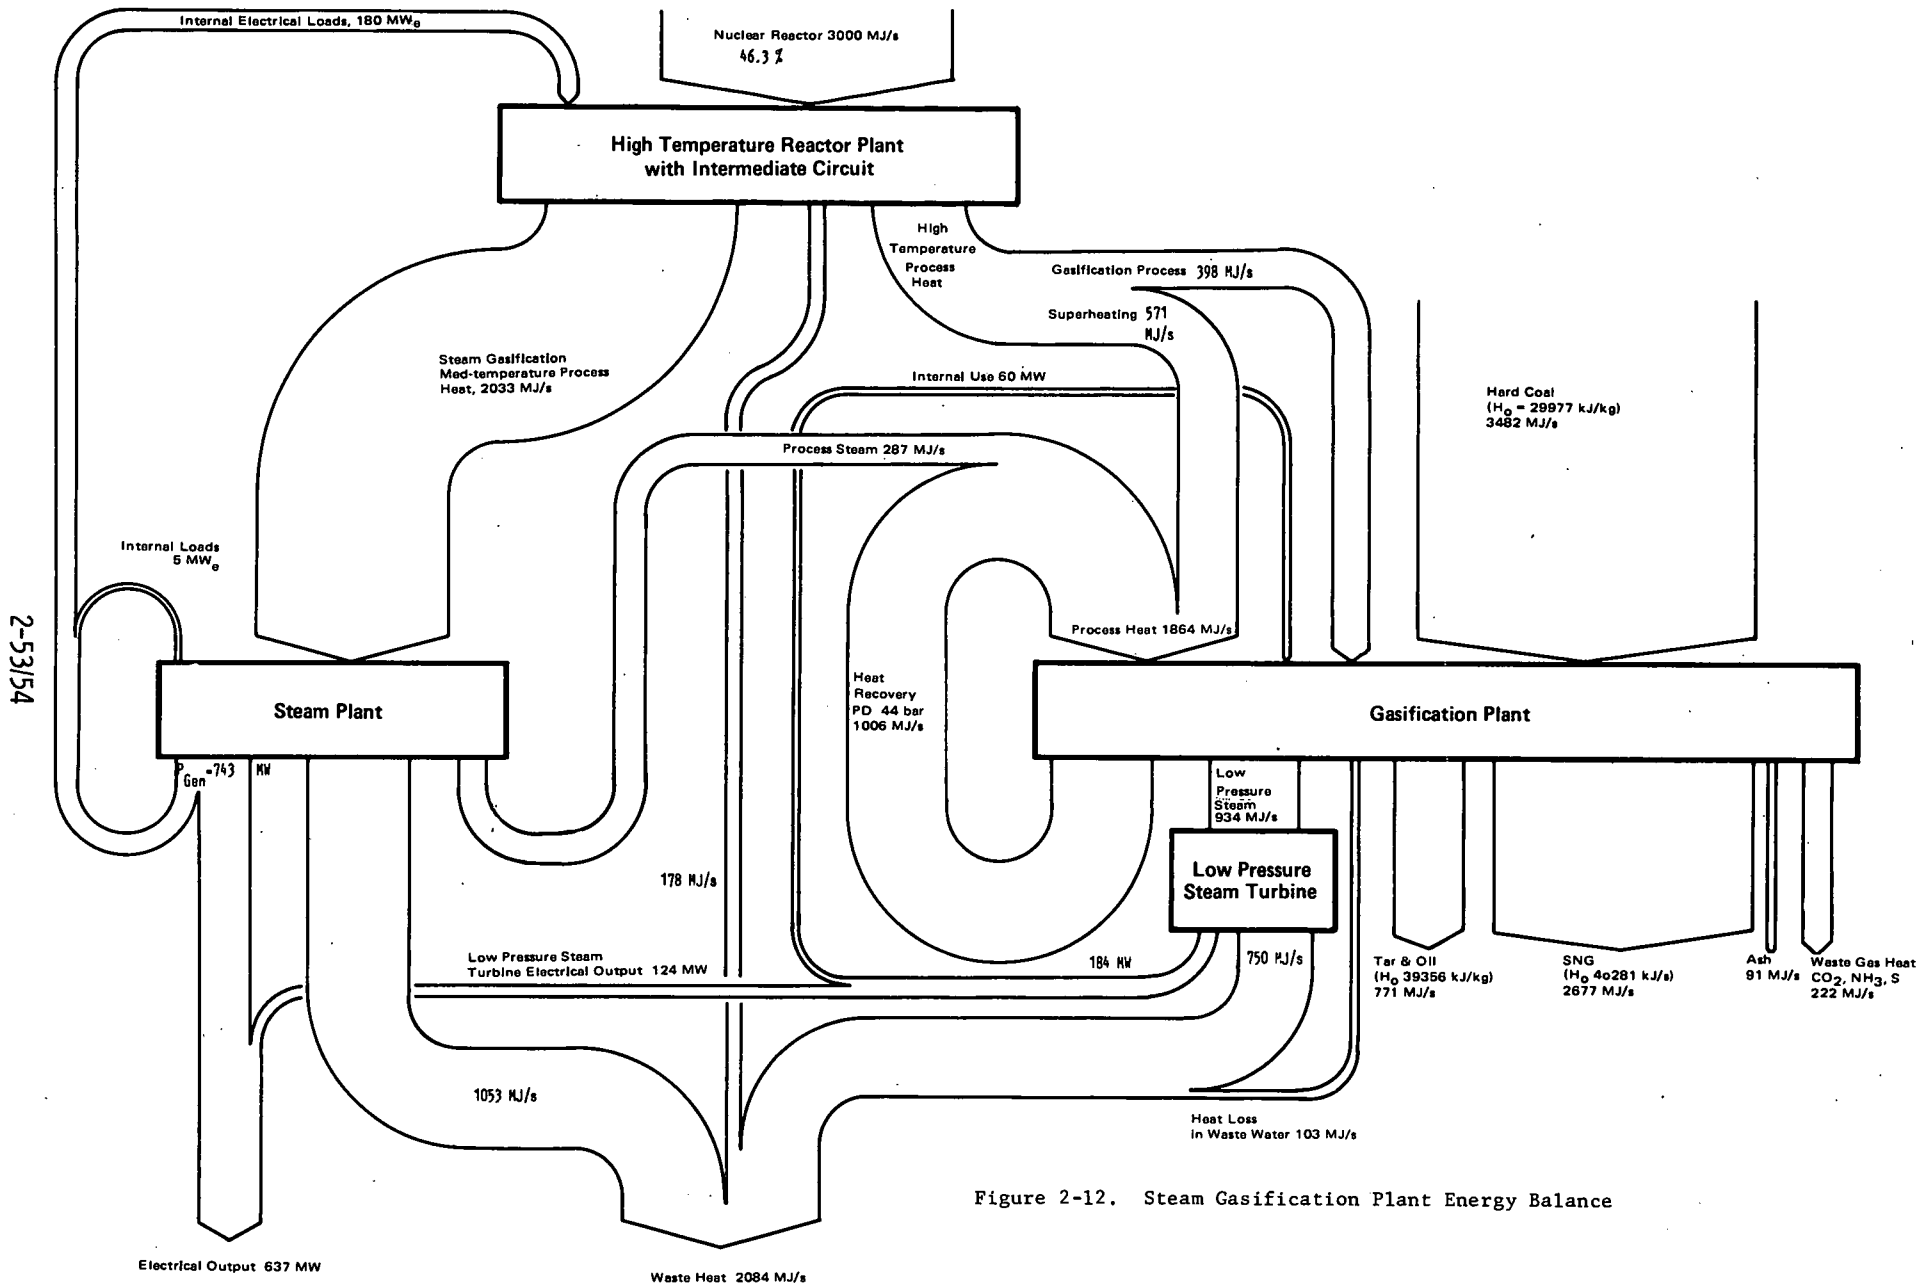 Internal Electrical Loads, 180 MWe
Nuclear Reactor 3000 MJ/s
46.3 %
High Temperature Reactor Plant
with Intermediate Circuit
High
Temperature
Process
Heat
Gasification Process 398 MJ/s
Superheating 571
MJ/s
Steam Gasification
Med-temperature Process
Heat, 2033 MJ/s
Internal Use 60 MW
Hard Coal
(Ho = 29977 kJ/kg)
3482 MJ/s
Process Steam 287 MJ/s
Internal Loads
5 MWe
2-53/54
Process Heat 1864 MJ/s
Steam Plant
Heat
Recovery
PD 44 bar
1006 MJ/s
Gasification Plant
PGen=743 MW
Low
Pressure
Steam
934 MJ/s
Low Pressure
Steam Turbine
178 MJ/s
Low Pressure Steam
Turbine Electrical Output 124 MW
184 MW
750 MJ/s
Tar & Oil
(Ho 39356 kJ/kg)
771 MJ/s
SNG
(Ho 4o281 kJ/s)
2677 MJ/s
Ash
91 MJ/s
Waste Gas Heat
CO2, NH3, S
222 MJ/s
1053 MJ/s
Heat Loss
in Waste Water 103 MJ/s
Figure 2-12. Steam Gasification Plant Energy Balance
Electrical Output 637 MW
Waste Heat 2084 MJ/s